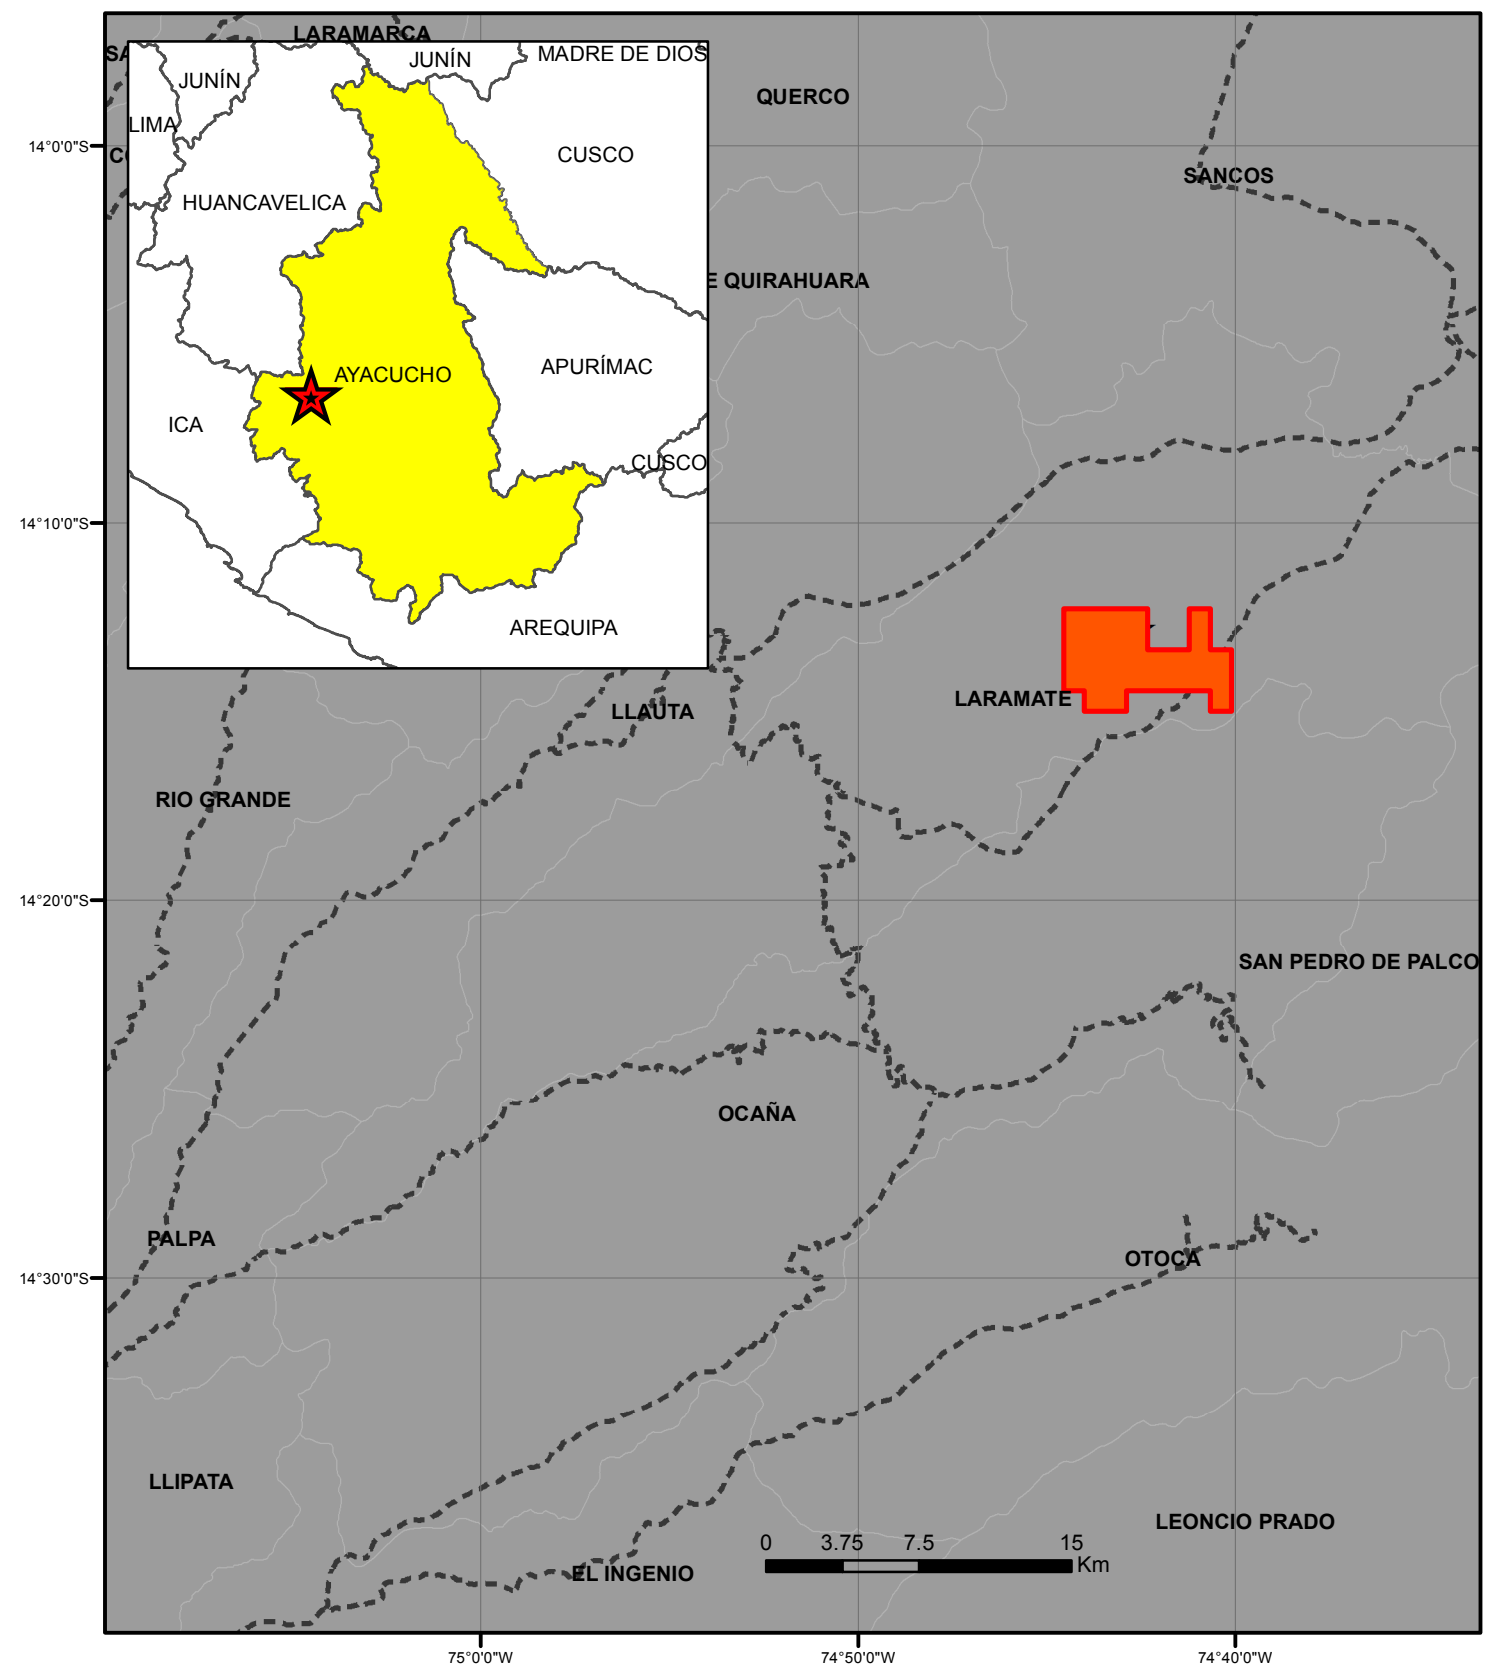 LARAMARCA
SA
JUNÍN
MADRE DE DIOS
JUNÍN
QUERCO
LIMA
14°0'0"S
CUSCO
SANCOS
HUANCAVELICA
E QUIRAHUARA
APURÍMAC
AYACUCHO
ICA
CUSCO
14°10'0"S
AREQUIPA
LARAMATE
LLAUTA
RIO GRANDE
14°20'0"S
SAN PEDRO DE PALCO
OCAÑA
PALPA
OTOCA
14°30'0"S
LLIPATA
LEONCIO PRADO
0 3.75 7.5 15
Km
EL INGENIO
75°0'0"W 74°50'0"W 74°40'0"W